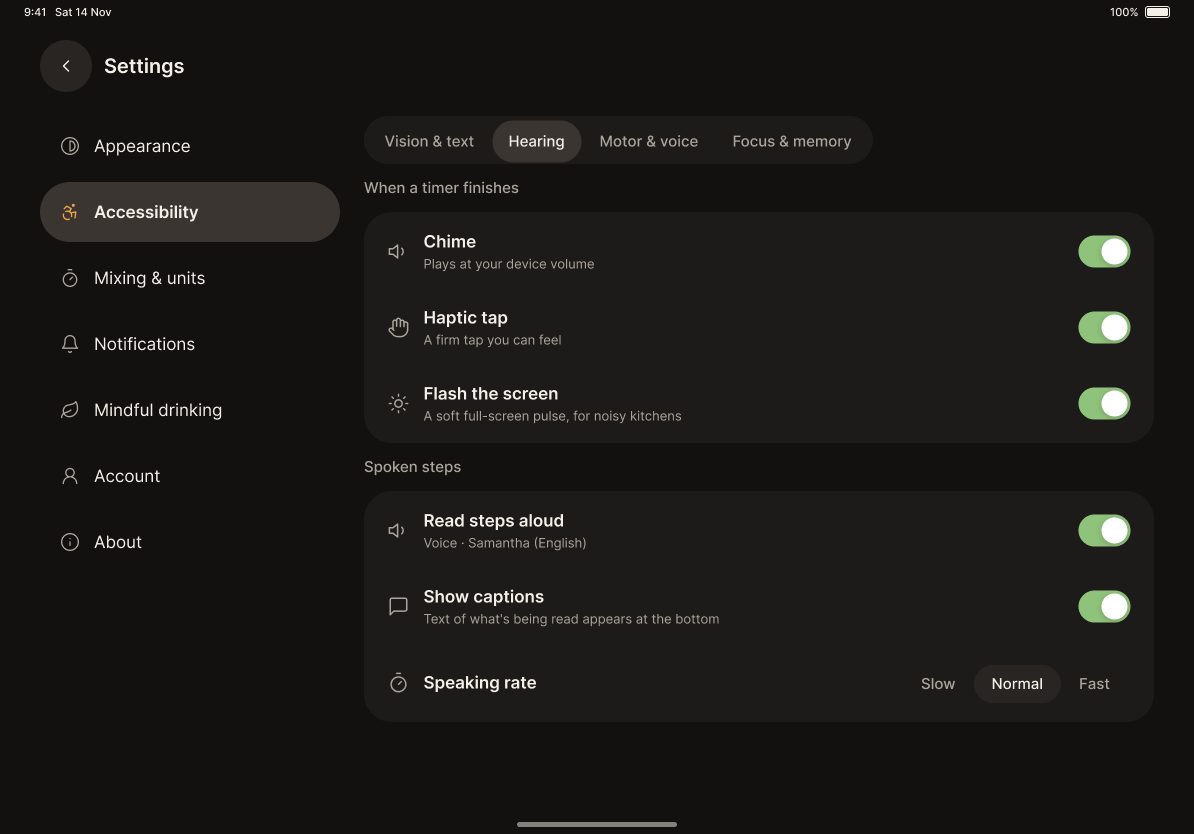 9:41 Sat 14 Nov
100%
Settings
Appearance
Accessibility
Mixing & units
Notifications
Mindful drinking
Account
About
Vision & text
Hearing
Motor & voice
Focus & memory
When a timer finishes
Chime
Plays at your device volume
Haptic tap
A firm tap you can feel
Flash the screen
A soft full-screen pulse, for noisy kitchens
Spoken steps
Read steps aloud
Voice · Samantha (English)
Show captions
Text of what's being read appears at the bottom
Speaking rate
Slow
Normal
Fast